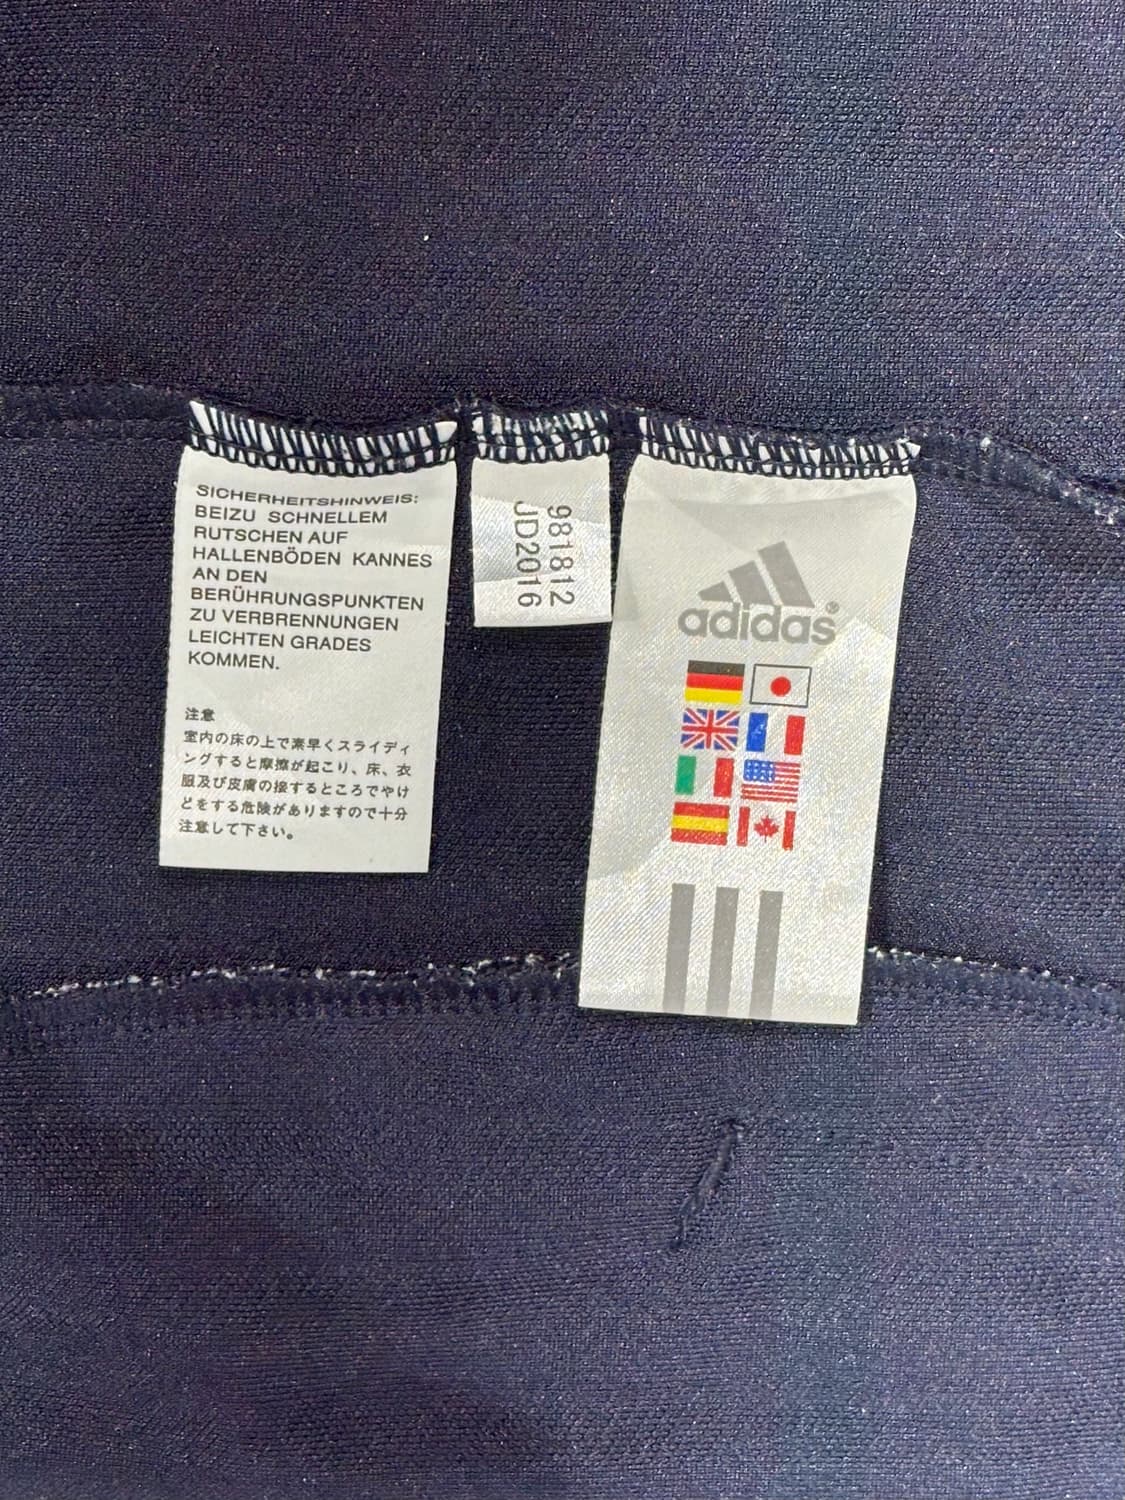 SICHERHEITSHINWEIS:
BEIZU SCHNELLEM
RUTSCHEN AUF
HALLENBÖDEN KANNES
AN DEN
BERÜHRUNGSPUNKTEN
ZU VERBRENNUNGEN
LEICHTEN GRADES
KOMMEN.
注意
室内の床の上で素早くスライディ
ングすると摩擦が起こり、床、衣
服及び皮膚の接するところでやけ
どをする危険がありますので十分
注意して下さい。
981812
JD2016
adidas®